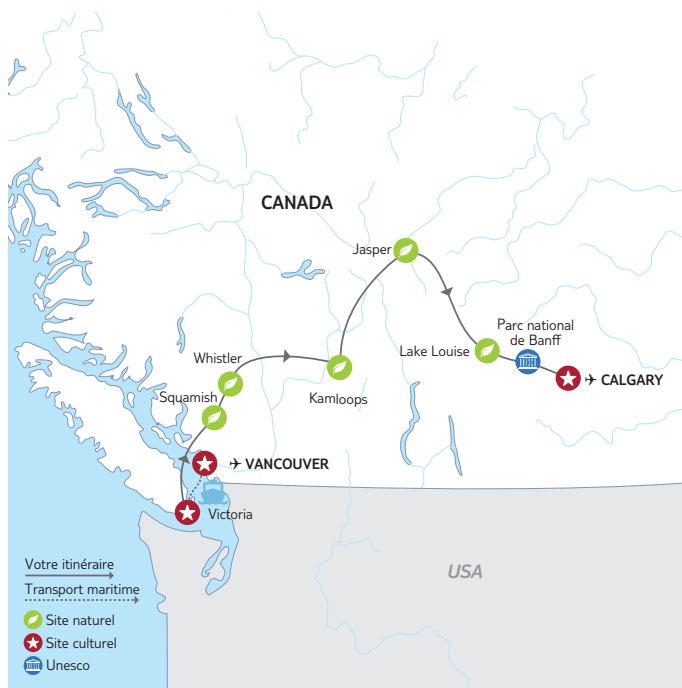 CANADA
Jasper
Parc national
de Banff
Lake Louise
Whistler
CALGARY
Squamish
Kamloops
VANCOUVER
Victoria
Votre itinéraire
Transport maritime
USA
Site naturel
Site culturel
Unesco